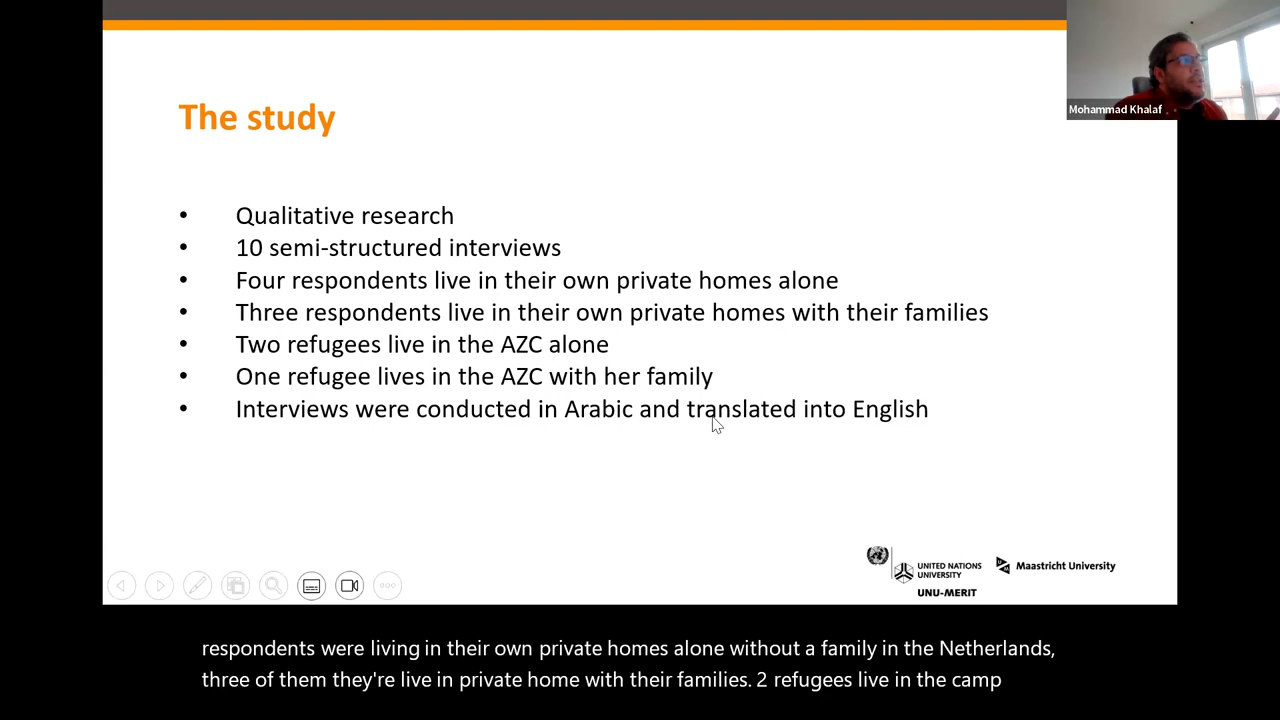 Mohammad Khalaf
The study
• Qualitative research
• 10 semi-structured interviews
• Four respondents live in their own private homes alone
• Three respondents live in their own private homes with their families
• Two refugees live in the AZC alone
• One refugee lives in the AZC with her family
• Interviews were conducted in Arabic and translated into English
UNITED NATIONS
UNIVERSITY
UNU-MERIT
Maastricht University
respondents were living in their own private homes alone without a family in the Netherlands,
three of them they're live in private home with their families. 2 refugees live in the camp